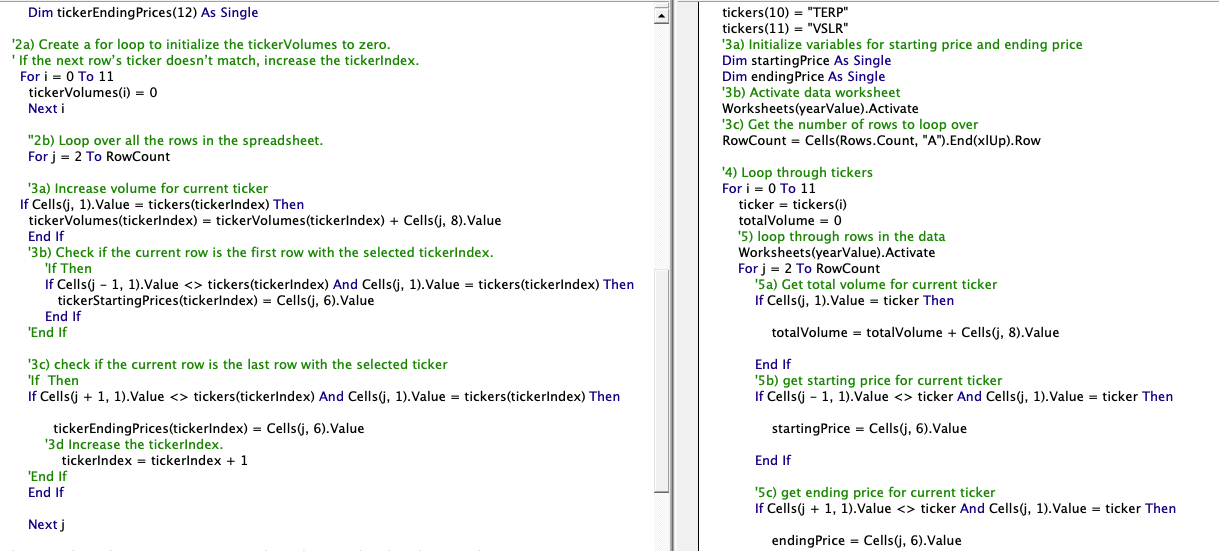 Dim tickerEndingPrices(12) As Single
'2a) Create a for loop to initialize the tickerVolumes to zero.
' If the next row's ticker doesn't match, increase the tickerIndex.
For i = 0 To 11
tickerVolumes(i) = 0
Next i
''2b) Loop over all the rows in the spreadsheet.
For j = 2 To RowCount
'3a) Increase volume for current ticker
If Cells(j, 1).Value = tickers(tickerIndex) Then
tickerVolumes(tickerIndex) = tickerVolumes(tickerIndex) + Cells(j, 8).Value
End If
'3b) Check if the current row is the first row with the selected tickerIndex.
'If Then
If Cells(j - 1, 1).Value <> tickers(tickerIndex) And Cells(j, 1).Value = tickers(tickerIndex) Then
tickerStartingPrices(tickerIndex) = Cells(j, 6).Value
End If
'End If
'3c) check if the current row is the last row with the selected ticker
'If  Then
If Cells(j + 1, 1).Value <> tickers(tickerIndex) And Cells(j, 1).Value = tickers(tickerIndex) Then
tickerEndingPrices(tickerIndex) = Cells(j, 6).Value
'3d Increase the tickerIndex.
tickerIndex = tickerIndex + 1
'End If
End If
Next j
tickers(10) = "TERP"
tickers(11) = "VSLR"
'3a) Initialize variables for starting price and ending price
Dim startingPrice As Single
Dim endingPrice As Single
'3b) Activate data worksheet
Worksheets(yearValue).Activate
'3c) Get the number of rows to loop over
RowCount = Cells(Rows.Count, "A").End(xlUp).Row
'4) Loop through tickers
For i = 0 To 11
ticker = tickers(i)
totalVolume = 0
'5) loop through rows in the data
Worksheets(yearValue).Activate
For j = 2 To RowCount
'5a) Get total volume for current ticker
If Cells(j, 1).Value = ticker Then
totalVolume = totalVolume + Cells(j, 8).Value
End If
'5b) get starting price for current ticker
If Cells(j - 1, 1).Value <> ticker And Cells(j, 1).Value = ticker Then
startingPrice = Cells(j, 6).Value
End If
'5c) get ending price for current ticker
If Cells(j + 1, 1).Value <> ticker And Cells(j, 1).Value = ticker Then
endingPrice = Cells(j, 6).Value